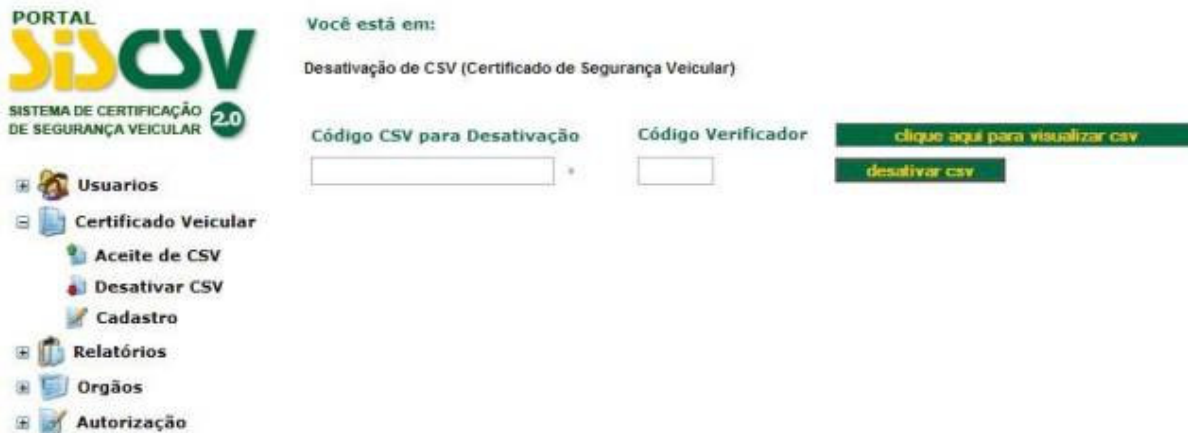 PORTAL
SiSCSV
SISTEMA DE CERTIFICAÇÃO
DE SEGURANÇA VEICULAR 2.0
Usuarios
Certificado Veicular
Aceite de CSV
Desativar CSV
Cadastro
Relatórios
Orgãos
Autorização
Você está em:
Desativação de CSV (Certificado de Segurança Veicular)
Código CSV para Desativação Código Verificador clique aqui para visualizar csv
* desativar csv